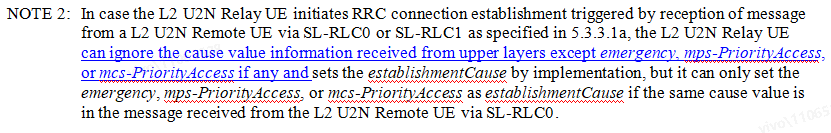 NOTE 2: In case the L2 U2N Relay UE initiates RRC connection establishment triggered by reception of message
from a L2 U2N Remote UE via SL-RLC0 or SL-RLC1 as specified in 5.3.3.1a, the L2 U2N Relay UE
can ignore the cause value information received from upper layers except emergency, mps-PriorityAccess,
or mcs-PriorityAccess if any and sets the establishmentCause by implementation, but it can only set the
emergency, mps-PriorityAccess, or mcs-PriorityAccess as establishmentCause if the same cause value is
in the message received from the L2 U2N Remote UE via SL-RLC0.